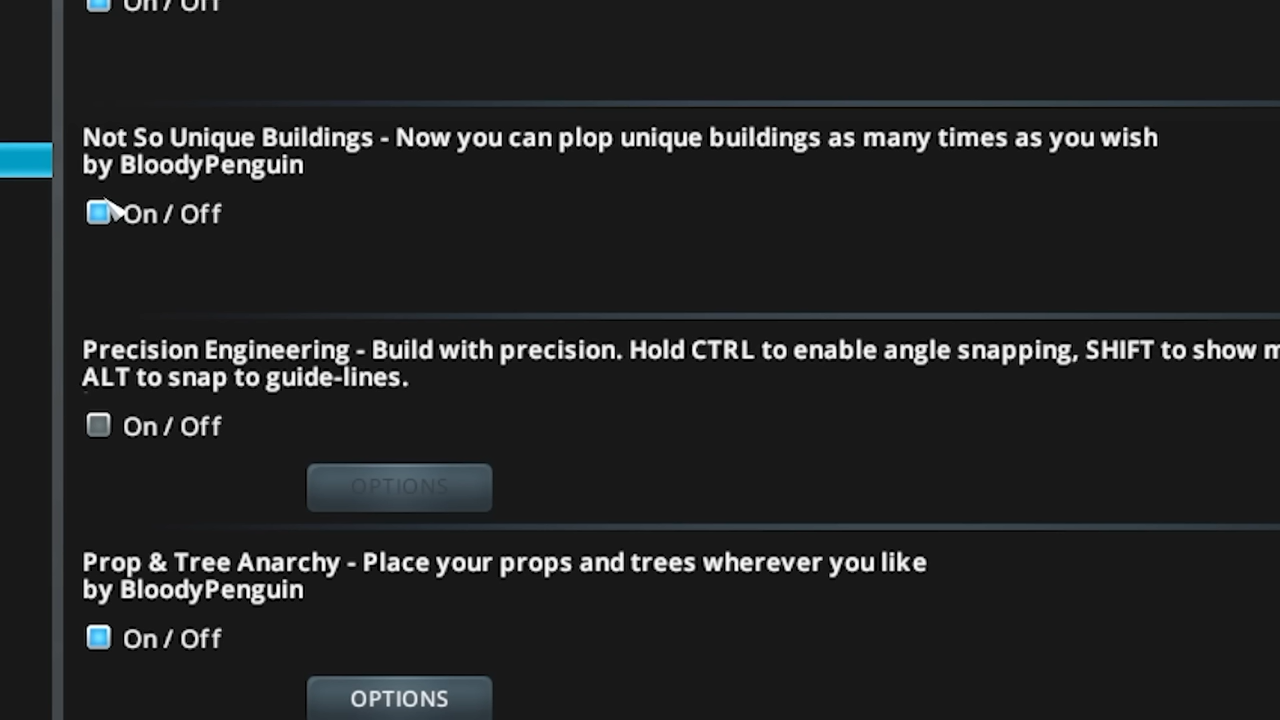 On / Off
Not So Unique Buildings - Now you can plop unique buildings as many times as you wish
by BloodyPenguin
On / Off
Precision Engineering - Build with precision. Hold CTRL to enable angle snapping, SHIFT to show
ALT to snap to guide-lines.
On / Off
OPTIONS
Prop & Tree Anarchy - Place your props and trees wherever you like
by BloodyPenguin
On / Off
OPTIONS